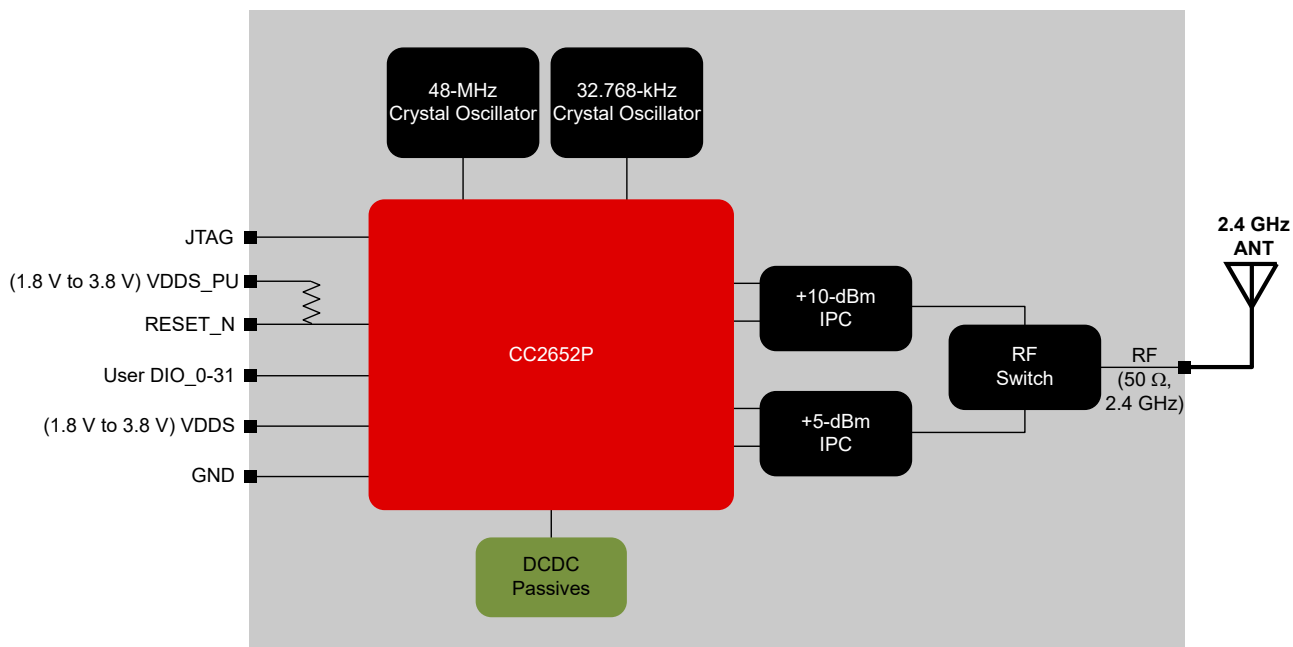 48-MHz
Crystal Oscillator
32.768-kHz
Crystal Oscillator
JTAG
(1.8 V to 3.8 V) VDDS_PU
RESET_N
User DIO_0-31
(1.8 V to 3.8 V) VDDS
GND
CC2652P
+10-dBm
IPC
+5-dBm
IPC
RF
Switch
RF
(50 Ω,
2.4 GHz)
2.4 GHz
ANT
DCDC
Passives